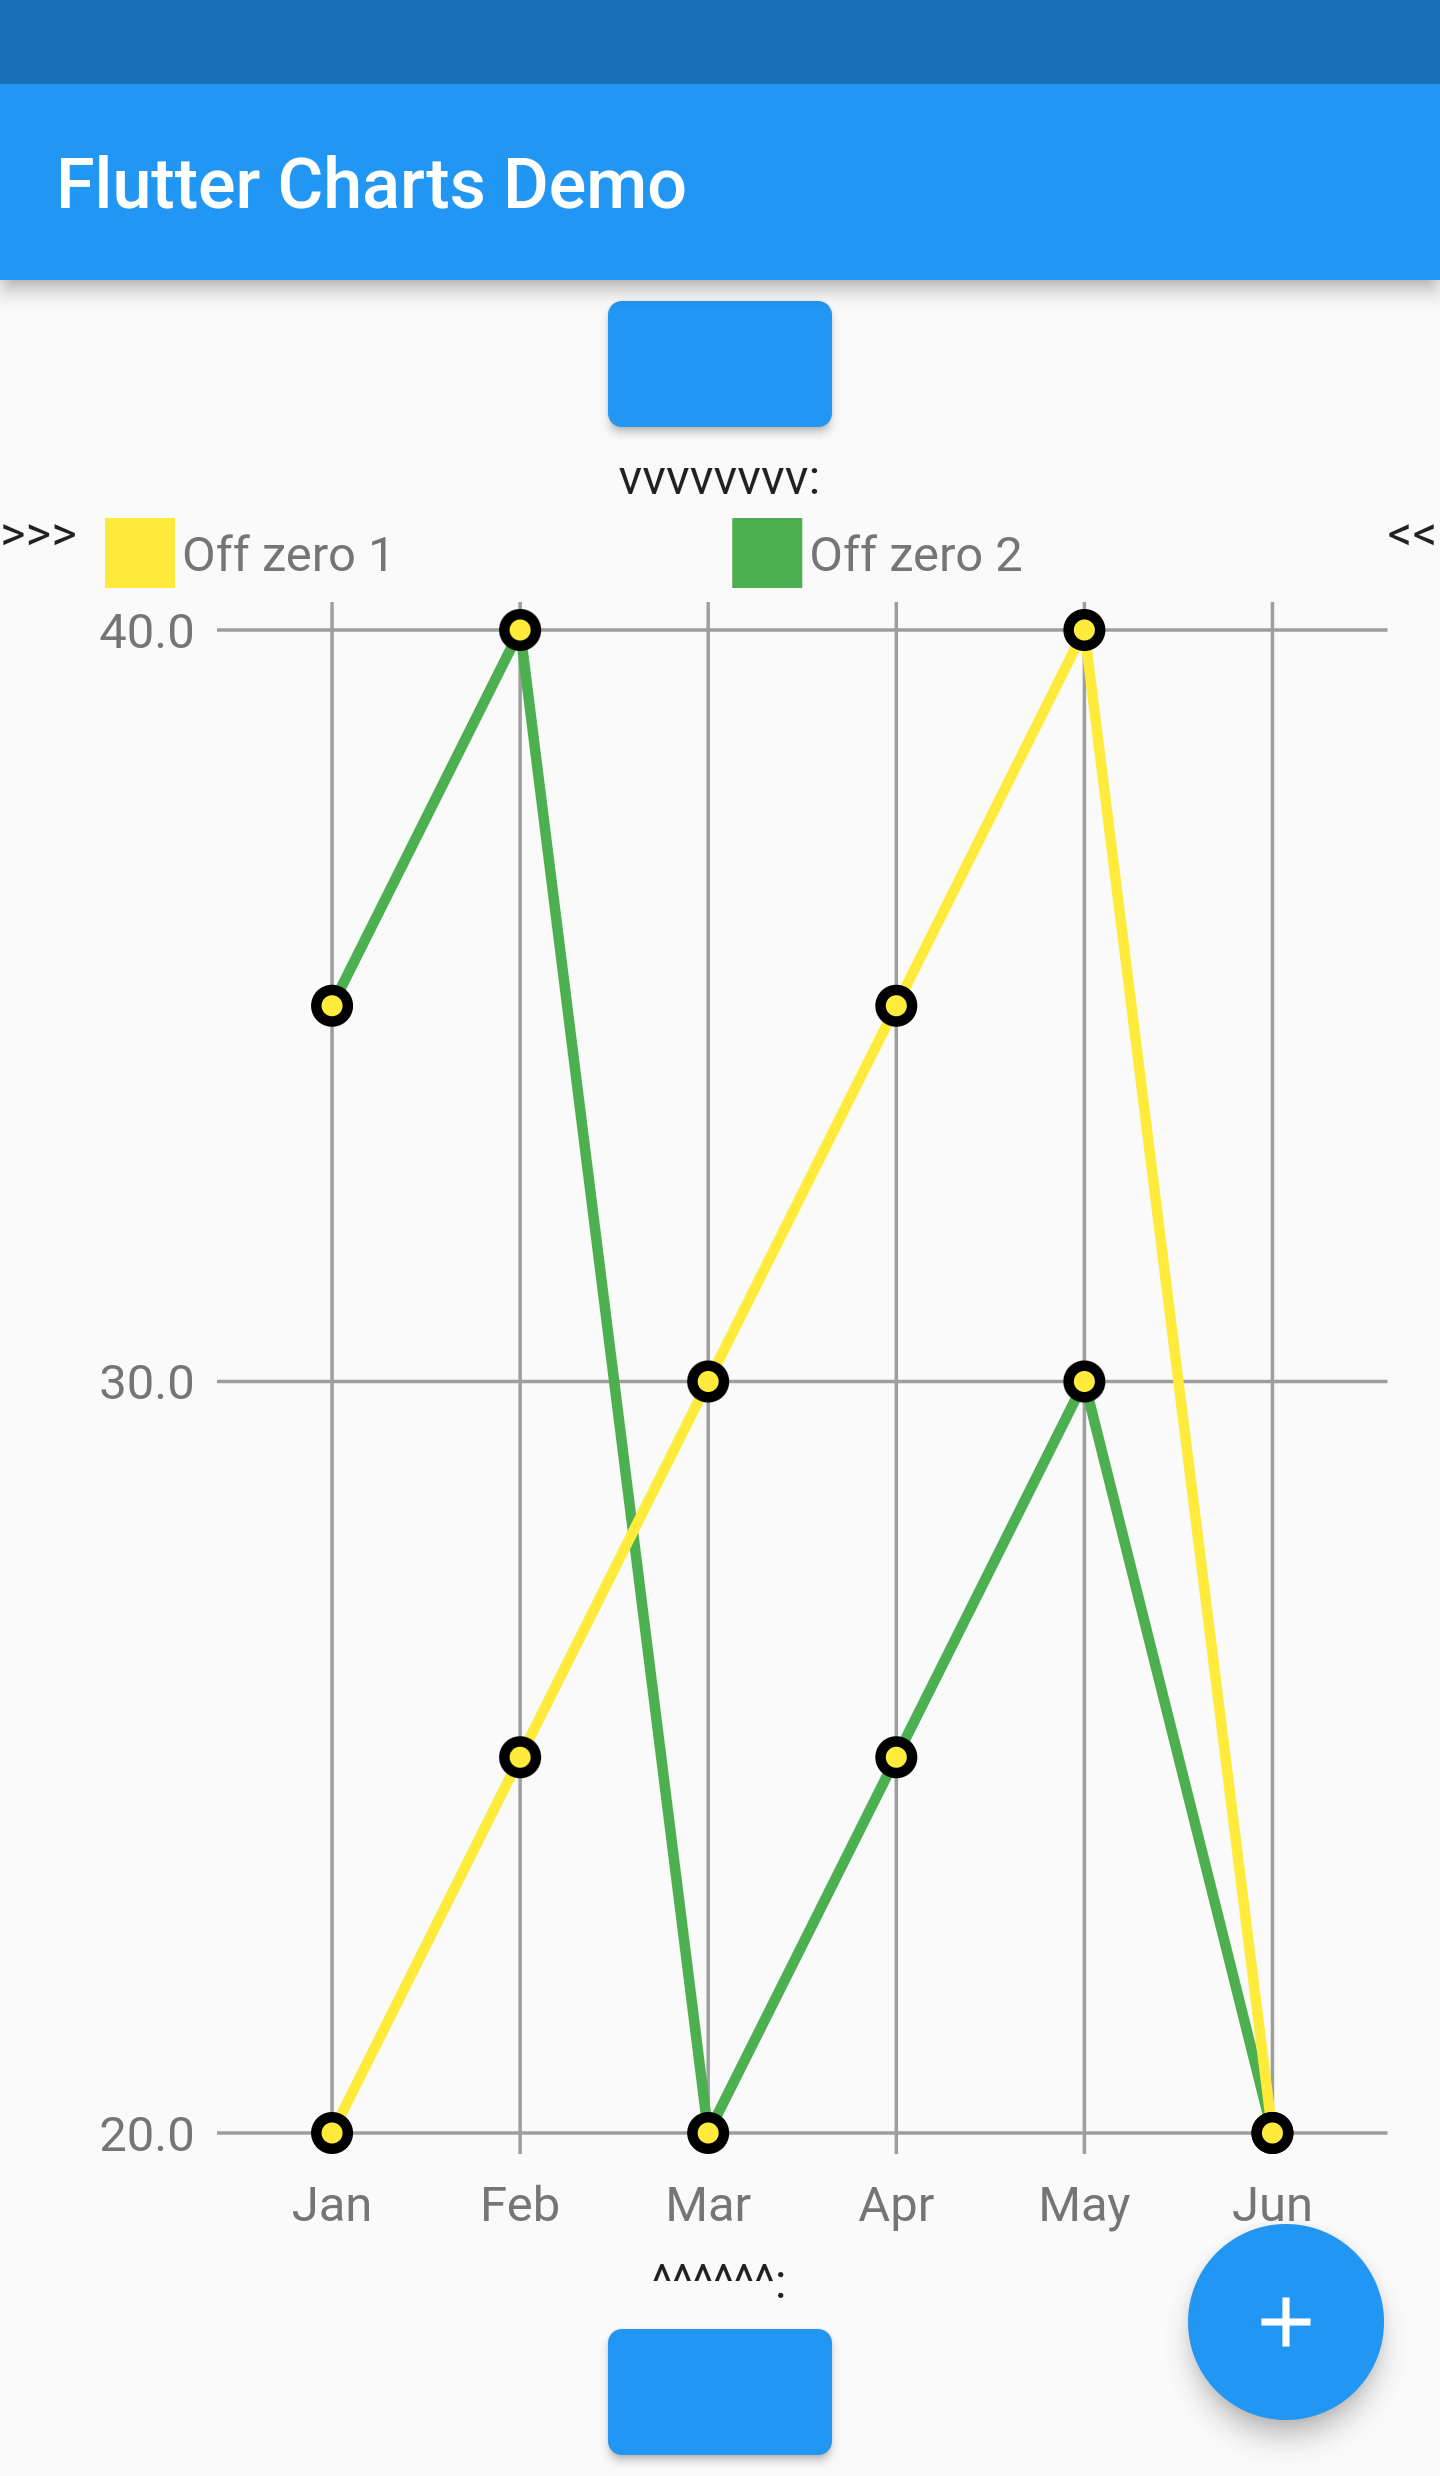 Flutter Charts Demo
vvvvvvvv:
>>> Off zero 1 Off zero 2 <<
40.0
30.0
20.0
Jan Feb Mar Apr May Jun
^^^^^^:
+